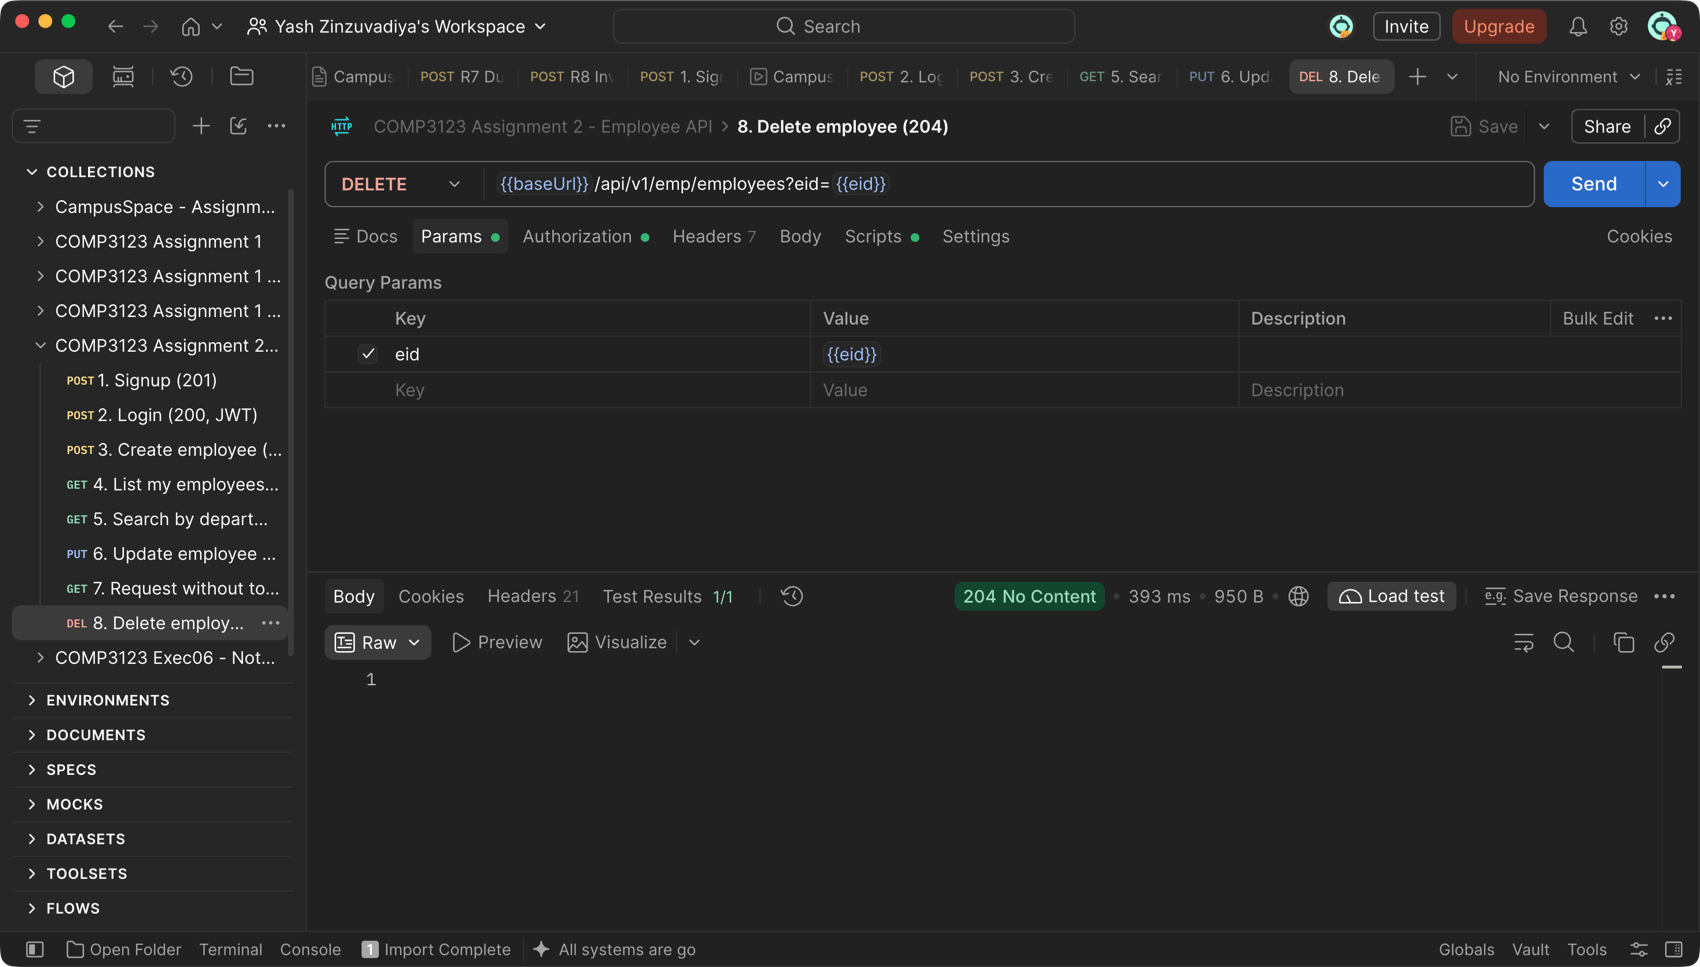 Yash Zinzuvadiya's Workspace
Search
Invite
Upgrade
Y
Campus
POST R7 Du
POST R8 Inv
POST 1. Sig
Campus
POST 2. Log
POST 3. Cre
GET 5. Sear
PUT 6. Upd
DEL 8. Dele
No Environment
HTTP
COMP3123 Assignment 2 - Employee API > 8. Delete employee (204)
Save
Share
COLLECTIONS
CampusSpace - Assignm...
COMP3123 Assignment 1
COMP3123 Assignment 1 ...
COMP3123 Assignment 1 ...
COMP3123 Assignment 2...
POST 1. Signup (201)
POST 2. Login (200, JWT)
POST 3. Create employee (...
GET 4. List my employees...
GET 5. Search by depart...
PUT 6. Update employee ...
GET 7. Request without to...
DEL 8. Delete employ...
COMP3123 Exec06 - Not...
ENVIRONMENTS
DOCUMENTS
SPECS
MOCKS
DATASETS
TOOLSETS
FLOWS
DELETE
{{baseUrl}} /api/v1/emp/employees?eid= {{eid}}
Send
Docs
Params
Authorization
Headers 7
Body
Scripts
Settings
Cookies
Query Params
Key
Value
Description
Bulk Edit
eid
{{eid}}
Key
Value
Description
Body
Cookies
Headers 21
Test Results 1/1
204 No Content
393 ms
950 B
Load test
e.g. Save Response
Raw
Preview
Visualize
1
Open Folder
Terminal
Console
1 Import Complete
All systems are go
Globals
Vault
Tools